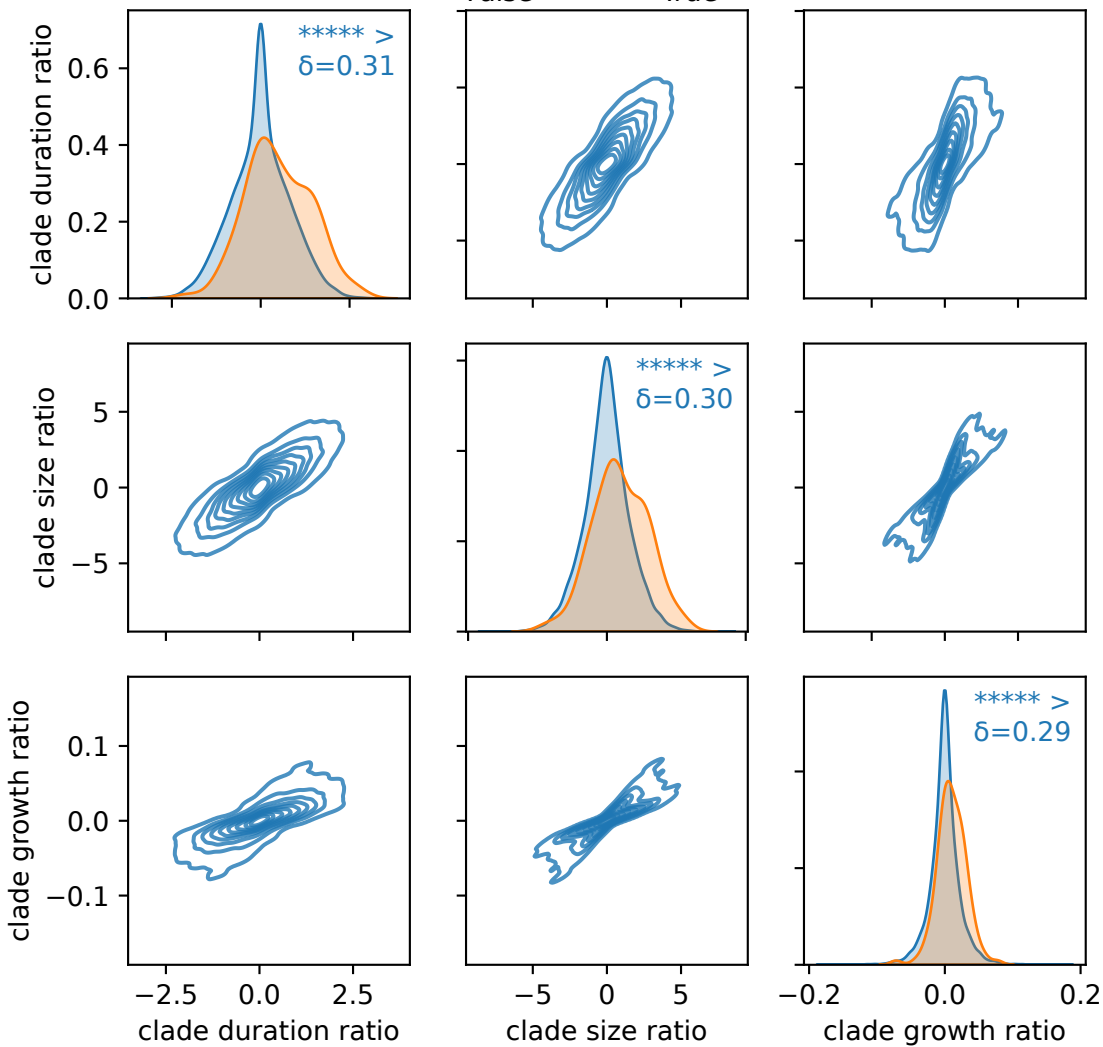 False True
clade duration ratio
0.6
0.4
0.2
0.0
***** >
δ=0.31
clade size ratio
5
0
−5
***** >
δ=0.30
clade growth ratio
0.1
0.0
−0.1
***** >
δ=0.29
−2.5 0.0 2.5
−5 0 5
−0.2 0.0 0.2
clade duration ratio
clade size ratio
clade growth ratio